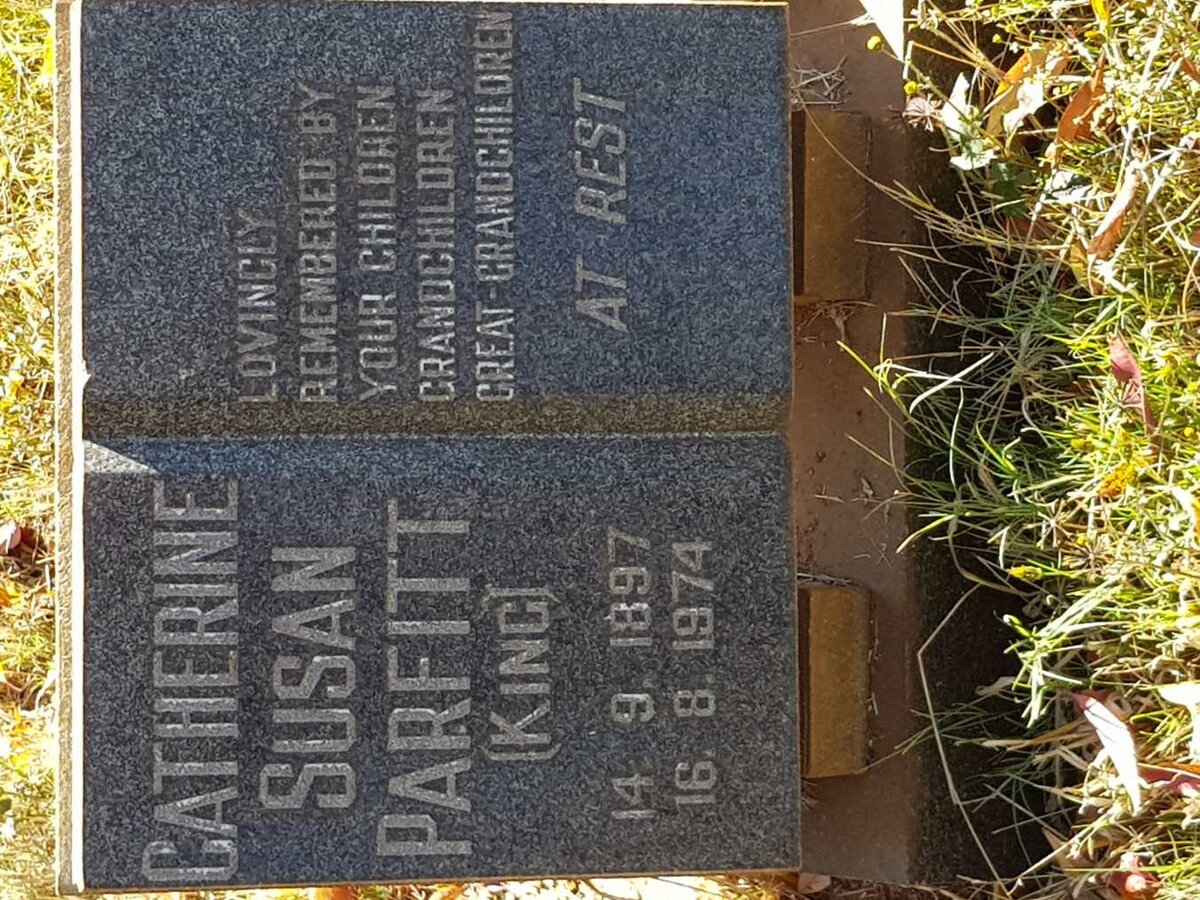 CATHERINE
SUSAN
PARFITT
(KING)
14. 9. 1897
16. 8. 1974
LOVINGLY
REMEMBERED BY
YOUR CHILDREN
GRANDCHILDREN
GREAT-GRANDCHILDREN
AT REST